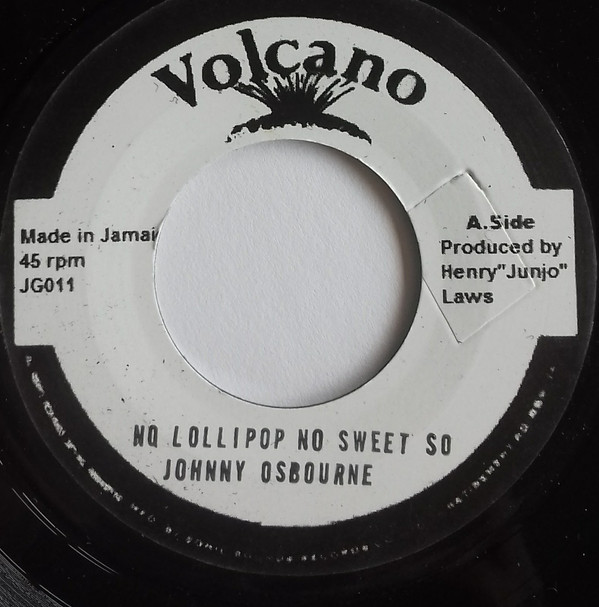 Volcano
Made in Jamai
45 rpm
JG011
A.Side
Produced by
Henry"Junjo"
Laws
NO LOLLIPOP NO SWEET SO
JOHNNY OSBOURNE